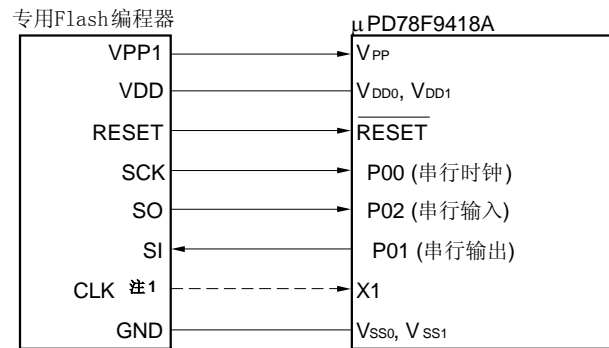 专用Flash编程器
μPD78F9418A
VPP1 VPP
VDD VDD0, VDD1
RESET RESET
SCK P00 (串行时钟)
SO P02 (串行输入)
SI P01 (串行输出)
CLK 注1 X1
GND VSS0, VSS1